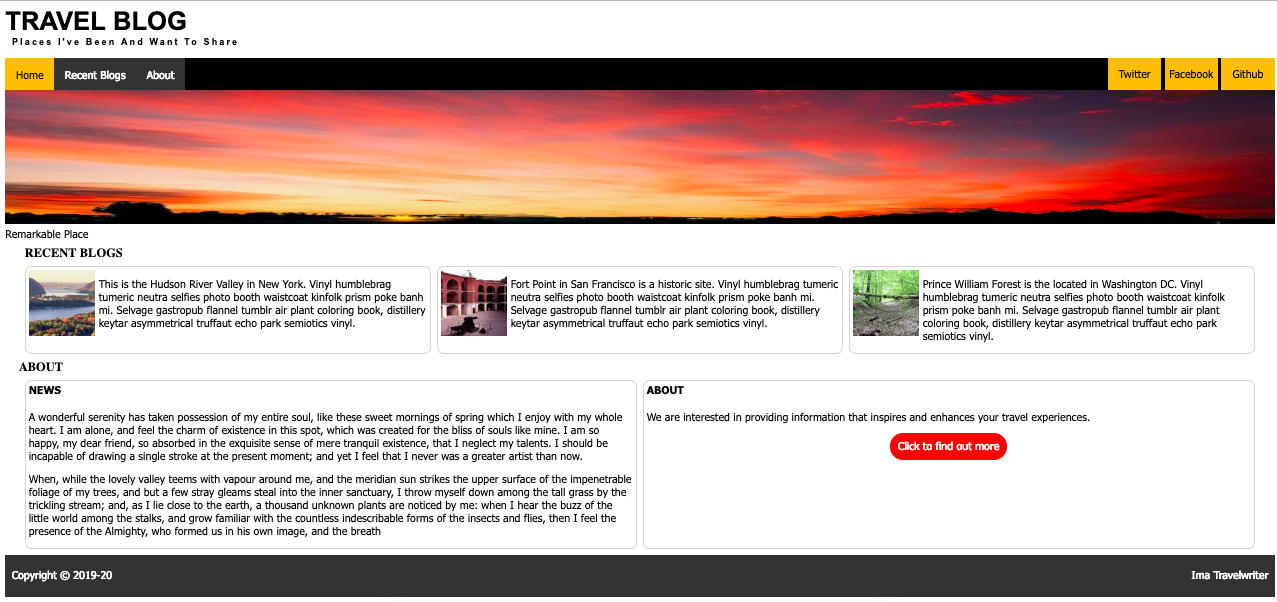 TRAVEL BLOG
Places I've Been And Want To Share
Home Recent Blogs About Twitter Facebook Github
Remarkable Place
RECENT BLOGS
This is the Hudson River Valley in New York. Vinyl humblebrag
tumeric neutra selfies photo booth waistcoat kinfolk prism poke banh
mi. Selvage gastropub flannel tumblr air plant coloring book, distillery
keytar asymmetrical truffaut echo park semiotics vinyl.
Fort Point in San Francisco is a historic site. Vinyl humblebrag tumeric
neutra selfies photo booth waistcoat kinfolk prism poke banh mi.
Selvage gastropub flannel tumblr air plant coloring book, distillery
keytar asymmetrical truffaut echo park semiotics vinyl.
Prince William Forest is the located in Washington DC. Vinyl
humblebrag tumeric neutra selfies photo booth waistcoat kinfolk
prism poke banh mi. Selvage gastropub flannel tumblr air plant
coloring book, distillery keytar asymmetrical truffaut echo park
semiotics vinyl.
ABOUT
NEWS
A wonderful serenity has taken possession of my entire soul, like these sweet mornings of spring which I enjoy with my whole
heart. I am alone, and feel the charm of existence in this spot, which was created for the bliss of souls like mine. I am so
happy, my dear friend, so absorbed in the exquisite sense of mere tranquil existence, that I neglect my talents. I should be
incapable of drawing a single stroke at the present moment; and yet I feel that I never was a greater artist than now.
When, while the lovely valley teems with vapour around me, and the meridian sun strikes the upper surface of the impenetrable
foliage of my trees, and but a few stray gleams steal into the inner sanctuary, I throw myself down among the tall grass by the
trickling stream; and, as I lie close to the earth, a thousand unknown plants are noticed by me: when I hear the buzz of the
little world among the stalks, and grow familiar with the countless indescribable forms of the insects and flies, then I feel the
presence of the Almighty, who formed us in his own image, and the breath
ABOUT
We are interested in providing information that inspires and enhances your travel experiences.
Click to find out more
Copyright © 2019-20 Ima Travelwriter